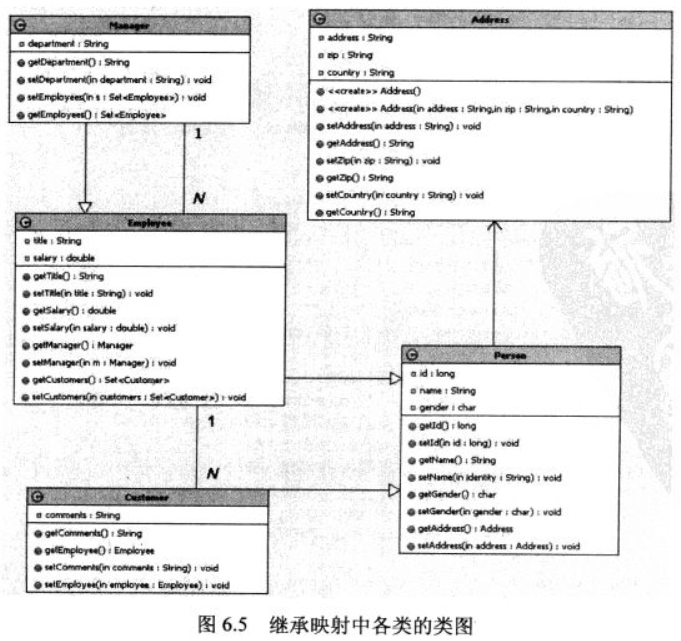 Manager
department : String
getDepartment() : String
setDepartment(in department : String) : void
setEmployees(in s : Set<Employee>) : void
getEmployees() : Set<Employee>
1
N
Address
address : String
zip : String
country : String
<<create>> Address()
<<create>> Address(in address : String,in zip : String,in country : String)
setAddress(in address : String) : void
getAddress() : String
setZip(in zip : String) : void
getZip() : String
setCountry(in country : String) : void
getCountry() : String
Employee
title : String
salary : double
getTitle() : String
setTitle(in title : String) : void
getSalary() : double
setSalary(in salary : double) : void
getManager() : Manager
setManager(in m : Manager) : void
getCustomers() : Set<Customer>
setCustomers(in customers : Set<Customer>) : void
1
N
Person
id : long
name : String
gender : char
getId() : long
setId(in id : long) : void
getName() : String
setName(in identity : String) : void
getGender() : char
setGender(in gender : char) : void
getAddress() : Address
setAddress(in address : Address) : void
Customer
comments : String
getComments() : String
getEmployee() : Employee
setComments(in comments : String) : void
setEmployee(in employee : Employee) : void
图 6.5 继承映射中各类的类图